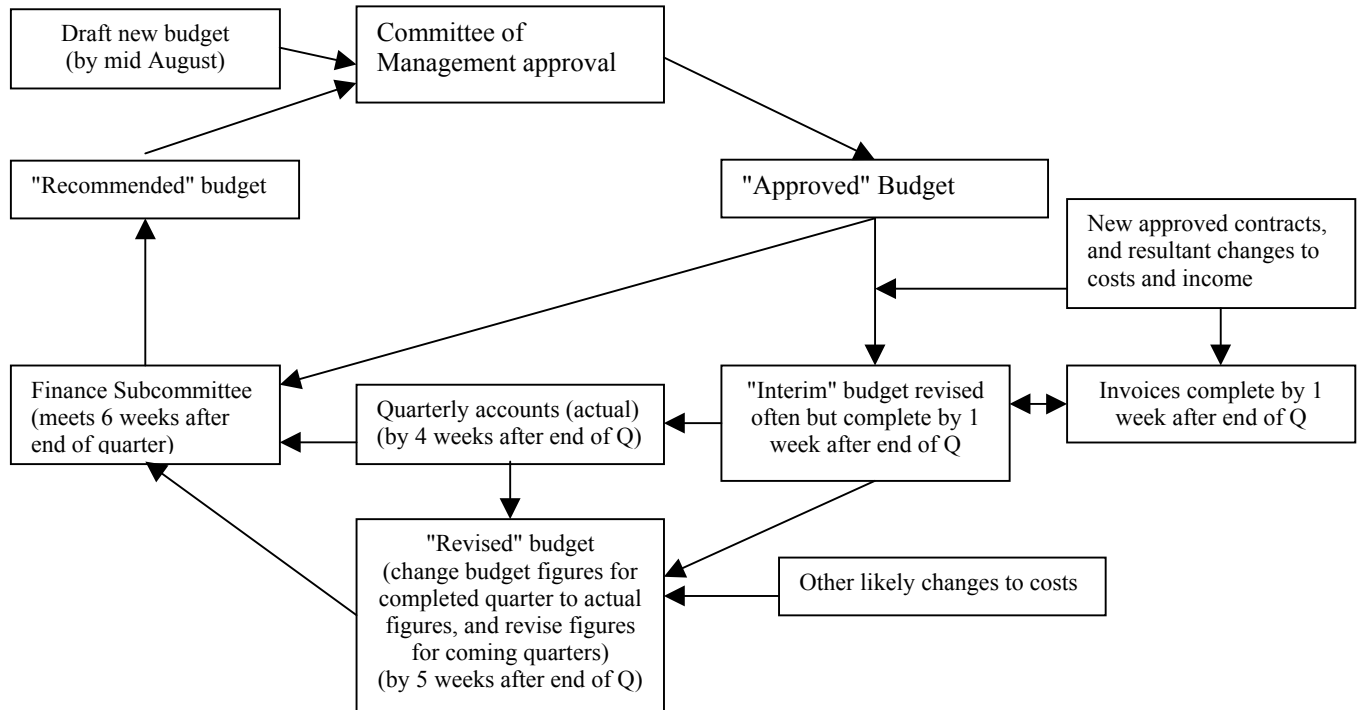 Draft new budget
(by mid August)
Committee of
Management approval
"Recommended" budget
"Approved" Budget
New approved contracts,
and resultant changes to
costs and income
Finance Subcommittee
(meets 6 weeks after
end of quarter)
Quarterly accounts (actual)
(by 4 weeks after end of Q)
"Interim" budget revised
often but complete by 1
week after end of Q
Invoices complete by 1
week after end of Q
"Revised" budget
(change budget figures for
completed quarter to actual
figures, and revise figures
for coming quarters)
(by 5 weeks after end of Q)
Other likely changes to costs